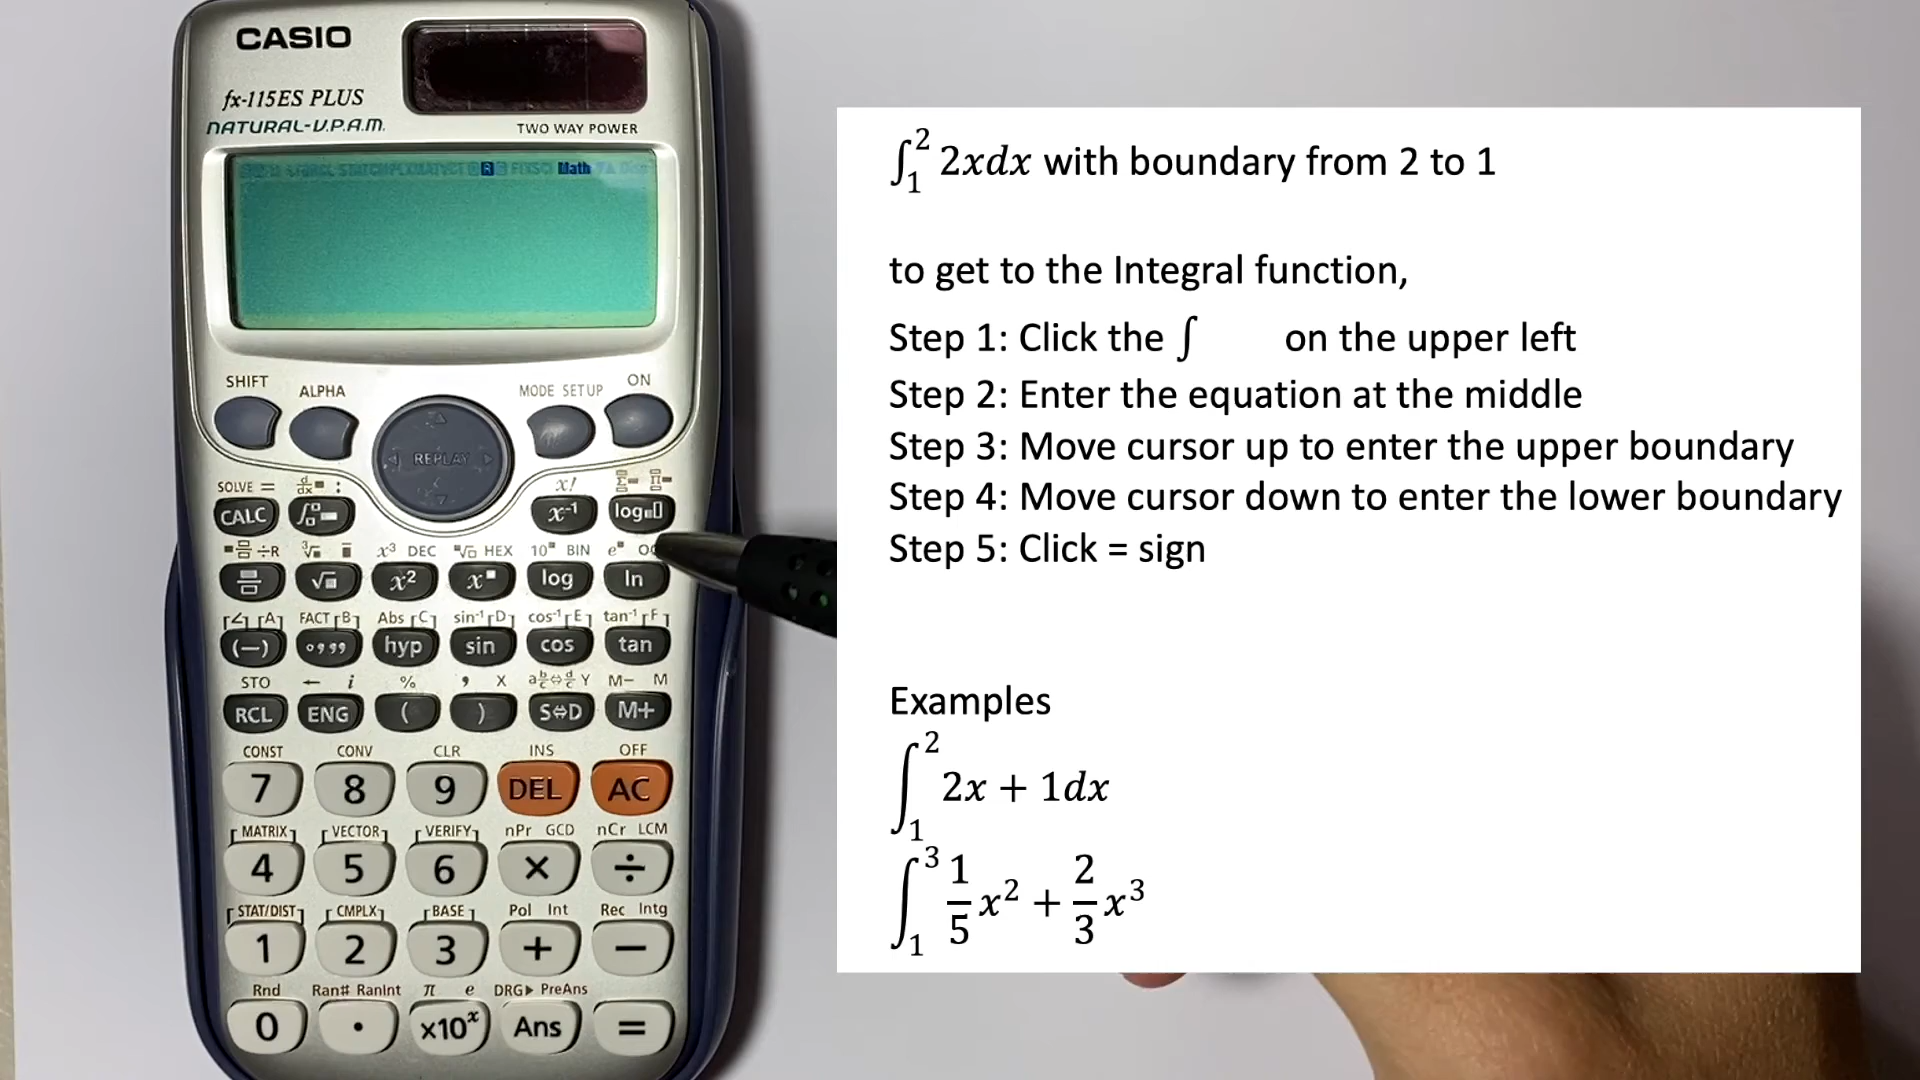 CASIO
fx-115ES PLUS
NATURAL-V.P.A.M.
TWO WAY POWER
Math
SHIFT ALPHA MODE SETUP ON
REPLAY
SOLVE = d/dx : x! Σ Π
CALC ∫ x⁻¹ log
÷R ³√ x³ DEC √ HEX 10 BIN e
√ x² x log ln
∠ A FACT B Abs C sin⁻¹ D cos⁻¹ E tan⁻¹ F
(−) ° ’ ” hyp sin cos tan
STO ← i % , X a b/c⇔d/c Y M− M
RCL ENG ( ) S⇔D M+
CONST CONV CLR INS OFF
7 8 9 DEL AC
MATRIX VECTOR VERIFY nPr GCD nCr LCM
4 5 6 × ÷
STAT/DIST CMPLX BASE Pol Int Rec Intg
1 2 3 + −
Rnd Ran# RanInt π e DRG▶ PreAns
0 • ×10ˣ Ans =
∫₁² 2xdx with boundary from 2 to 1
to get to the Integral function,
Step 1: Click the ∫ on the upper left
Step 2: Enter the equation at the middle
Step 3: Move cursor up to enter the upper boundary
Step 4: Move cursor down to enter the lower boundary
Step 5: Click = sign
Examples
∫₁² 2x + 1dx
∫₁³ 1/5 x² + 2/3 x³